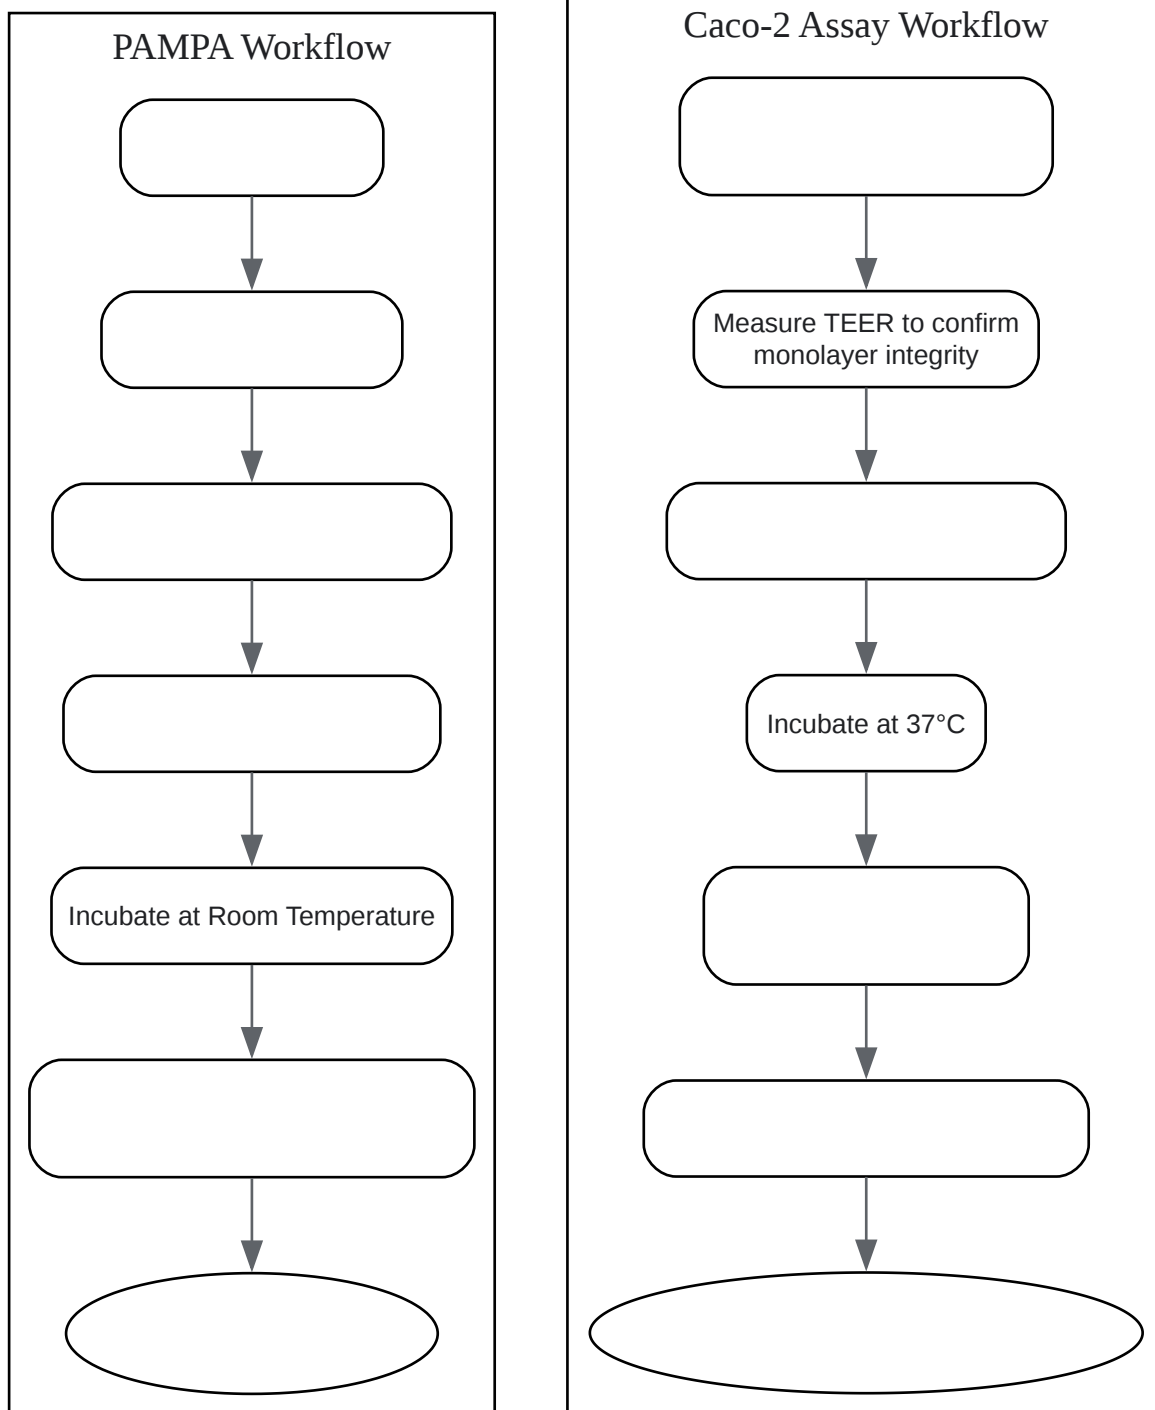 PAMPA Workflow
Incubate at Room Temperature
Caco-2 Assay Workflow
Measure TEER to confirm
monolayer integrity
Incubate at 37°C